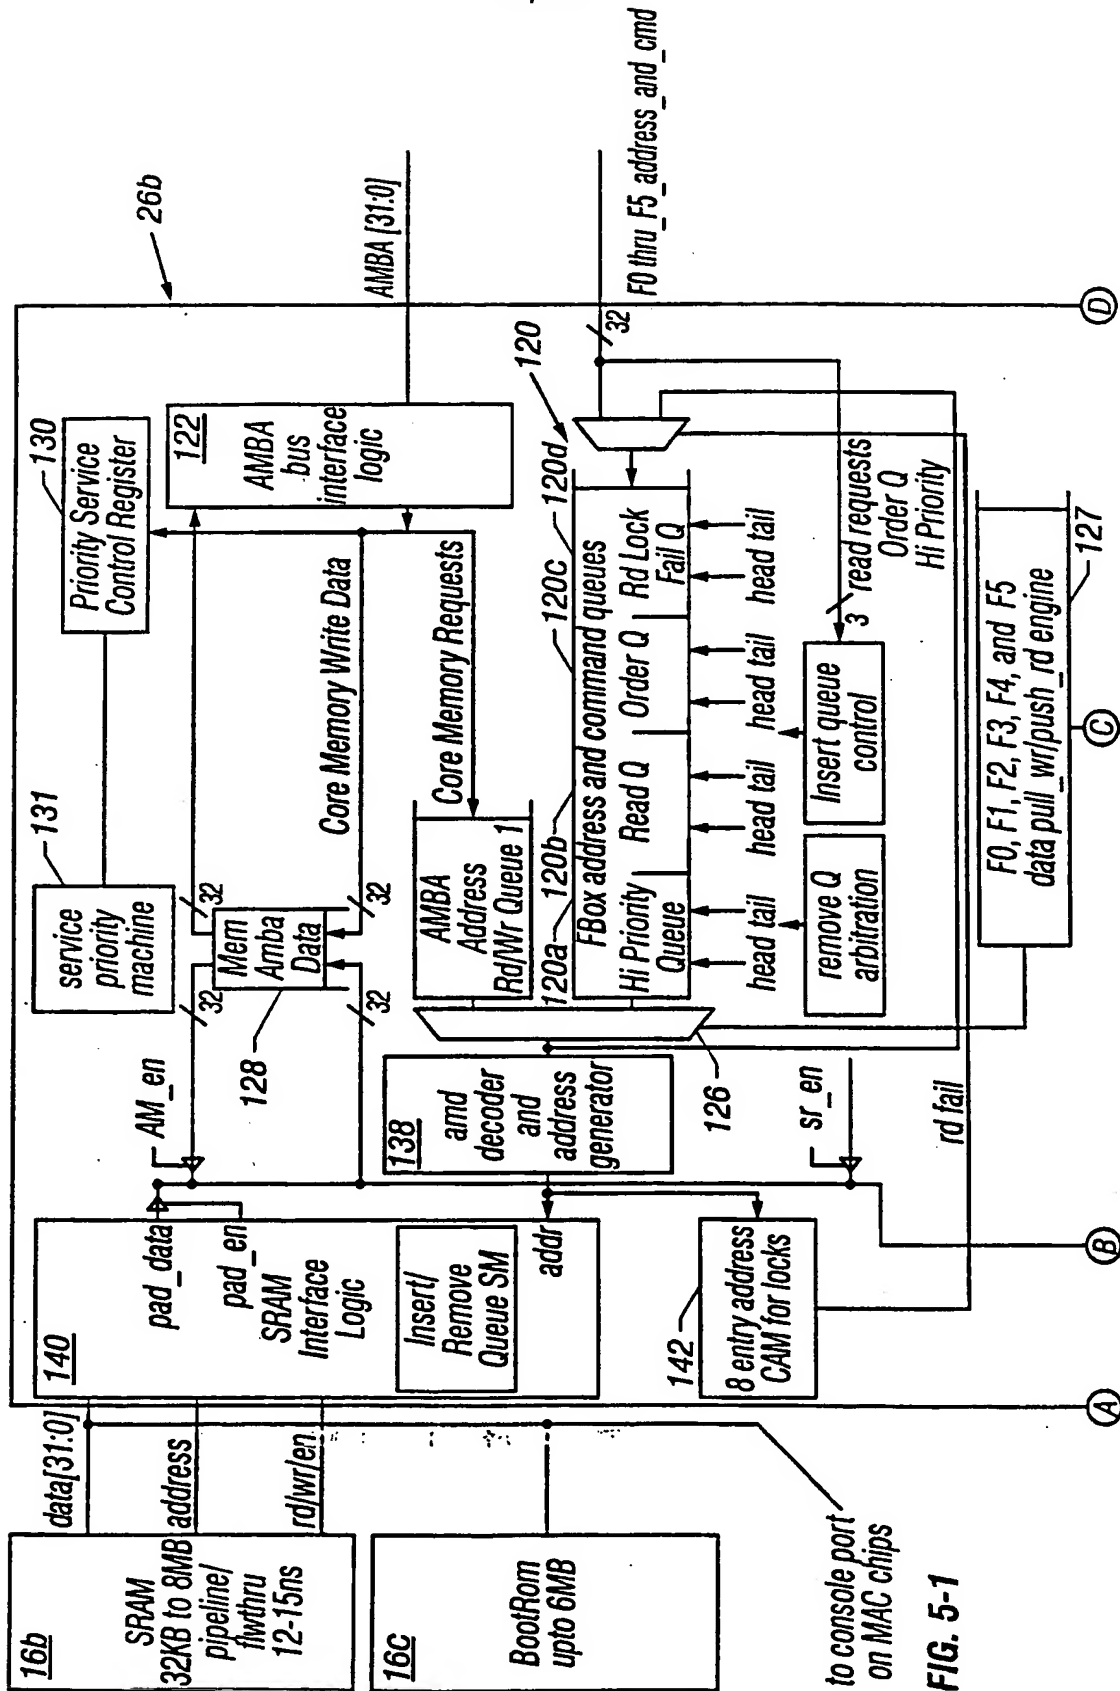 26b
AMBA [31:0]
F0 thru_F5_address_and_cmd
130
Priority Service
Control Register
122
AMBA
bus
interface
logic
131
service
priority
machine
32
32
32
32
Mem
Amba
Data
128
Core Memory Write Data
Core Memory Requests
AM_en
AMBA
Address
Rd/Wr Queue 1
120
32
120a
120b
120c
120d
FBox address and command queues
Hi Priority
Queue
Read Q
Order Q
Rd Lock
Fail Q
head tail
head tail
head tail
head tail
remove Q
arbitration
Insert queue
control
3
read requests
Order Q
Hi Priority
126
138
amd
decoder
and
address
generator
sr_en
rd fail
127
F0, F1, F2, F3, F4, and F5
data pull_wr/push_rd engine
140
pad_data
pad_en
SRAM
Interface
Logic
Insert/
Remove
Queue SM
addr
142
8 entry address
CAM for locks
data[31:0]
address
rd/wr/en
16b
SRAM
32KB to 8MB
pipeline/
flwthru
12-15ns
16c
BootRom
upto 6MB
to console port
on MAC chips
A
B
C
D
FIG. 5-1